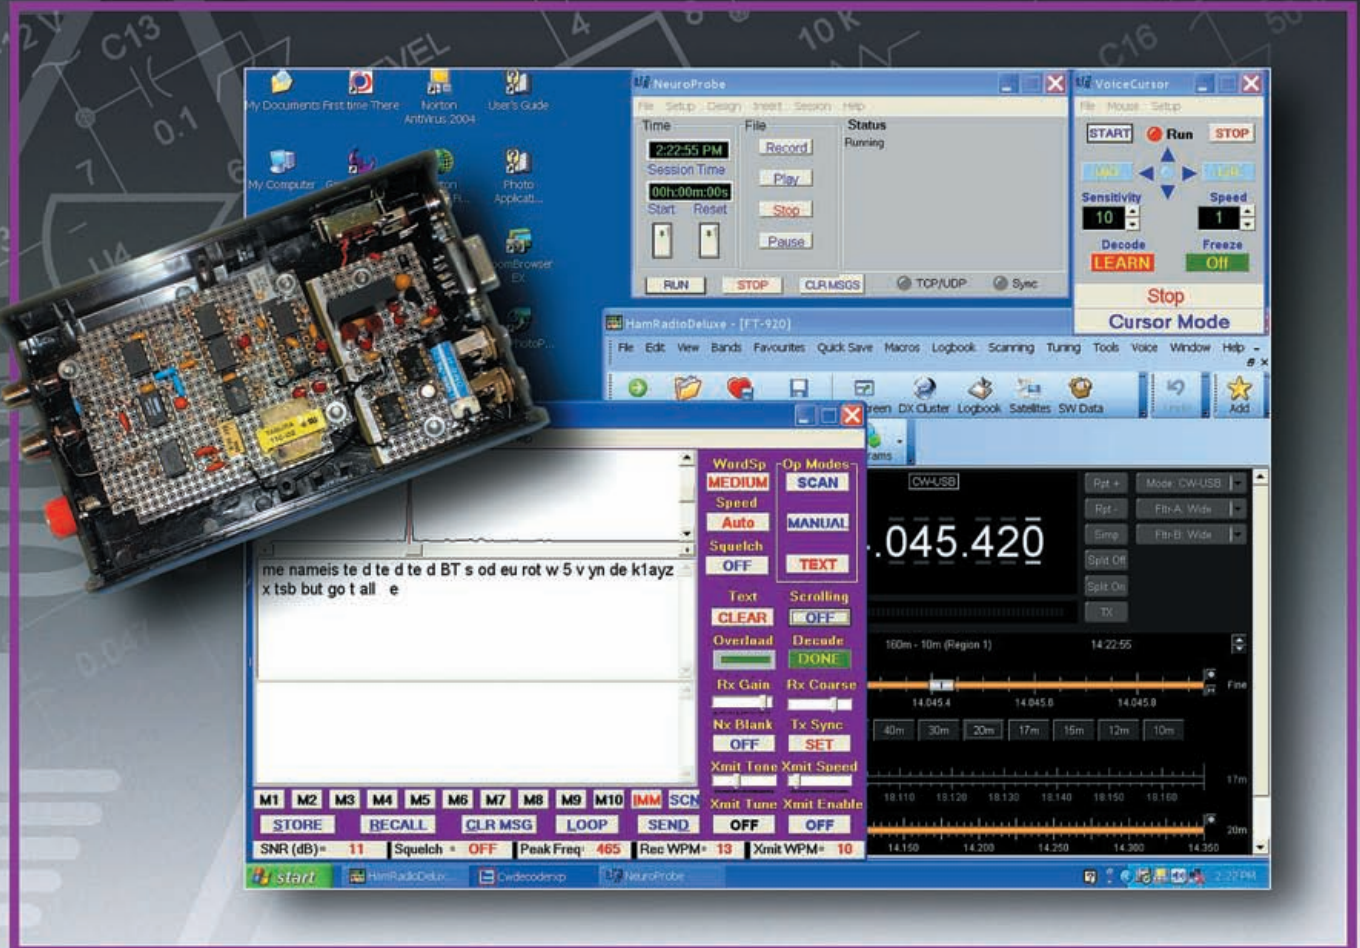 C13
10 k
C16
0.1
7
6
U4
0.047
My Documents First time There Norton AntiVirus 2004 User's Guide
My Computer Photo Applicati...
NeuroProbe
File Setup Design Insert Session Help
Time File Status
2:22:55 PM Record Running
Session Time Play
00h:00m:00s
Start Reset Stop
Pause
RUN STOP CLR MSGS TCP/UDP Sync
VoiceCursor
File Mouse Setup
START Run STOP
Sensitivity Speed
10 1
Decode Freeze
LEARN Off
Stop
Cursor Mode
HamRadioDeluxe - [FT-920]
File Edit View Bands Favourites Quick Save Macros Logbook Scanning Tuning Tools Voice Window Help
DX Cluster Logbook Satellites SW Data Undo Add
CW-USB
.045.420
Rpt + Mode: CW-USB
Rpt - Fltr-A: Wide
Simp Fltr-B: Wide
Split Off
Split On
TX
160m - 10m (Region 1) 14:22:55
Fine
14.045.4 14.045.6 14.045.8
40m 30m 20m 17m 15m 12m 10m
17m
18.110 18.120 18.130 18.140 18.150 18.160
20m
14.150 14.200 14.250 14.300 14.350
me nameis te d te d te d BT s od eu rot w 5 v yn de k1ayz
x tsb but go t all e
WordSp Op Modes
MEDIUM SCAN
Speed
Auto MANUAL
Squelch
OFF TEXT
Text Scrolling
CLEAR OFF
Overload Decode
DONE
Rx Gain Rx Coarse
Nx Blank Tx Sync
OFF SET
Xmit Tone Xmit Speed
M1 M2 M3 M4 M5 M6 M7 M8 M9 M10 IMM SCN
Xmit Tune Xmit Enable
STORE RECALL CLR MSG LOOP SEND OFF OFF
SNR (dB)= 11 Squelch = OFF Peak Freq: 465 Rec WPM= 13 Xmit WPM= 10
start HamRadioDelux... Cwdecoderxp NeuroProbe 2:22 PM